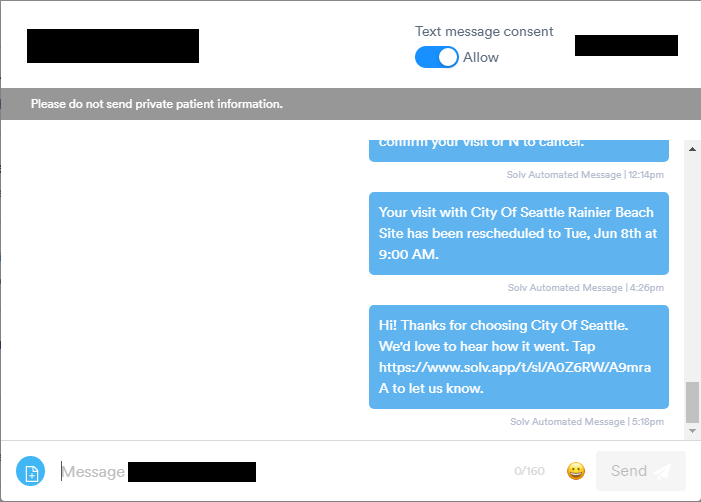 Text message consent
Allow
Please do not send private patient information.
confirm your visit or N to cancel.
Solv Automated Message | 12:14pm
Your visit with City Of Seattle Rainier Beach
Site has been rescheduled to Tue, Jun 8th at
9:00 AM.
Solv Automated Message | 4:26pm
Hi! Thanks for choosing City Of Seattle.
We'd love to hear how it went. Tap
https://www.solv.app/t/sl/A0Z6RW/A9mra
A to let us know.
Solv Automated Message | 5:18pm
Message
0/160
Send